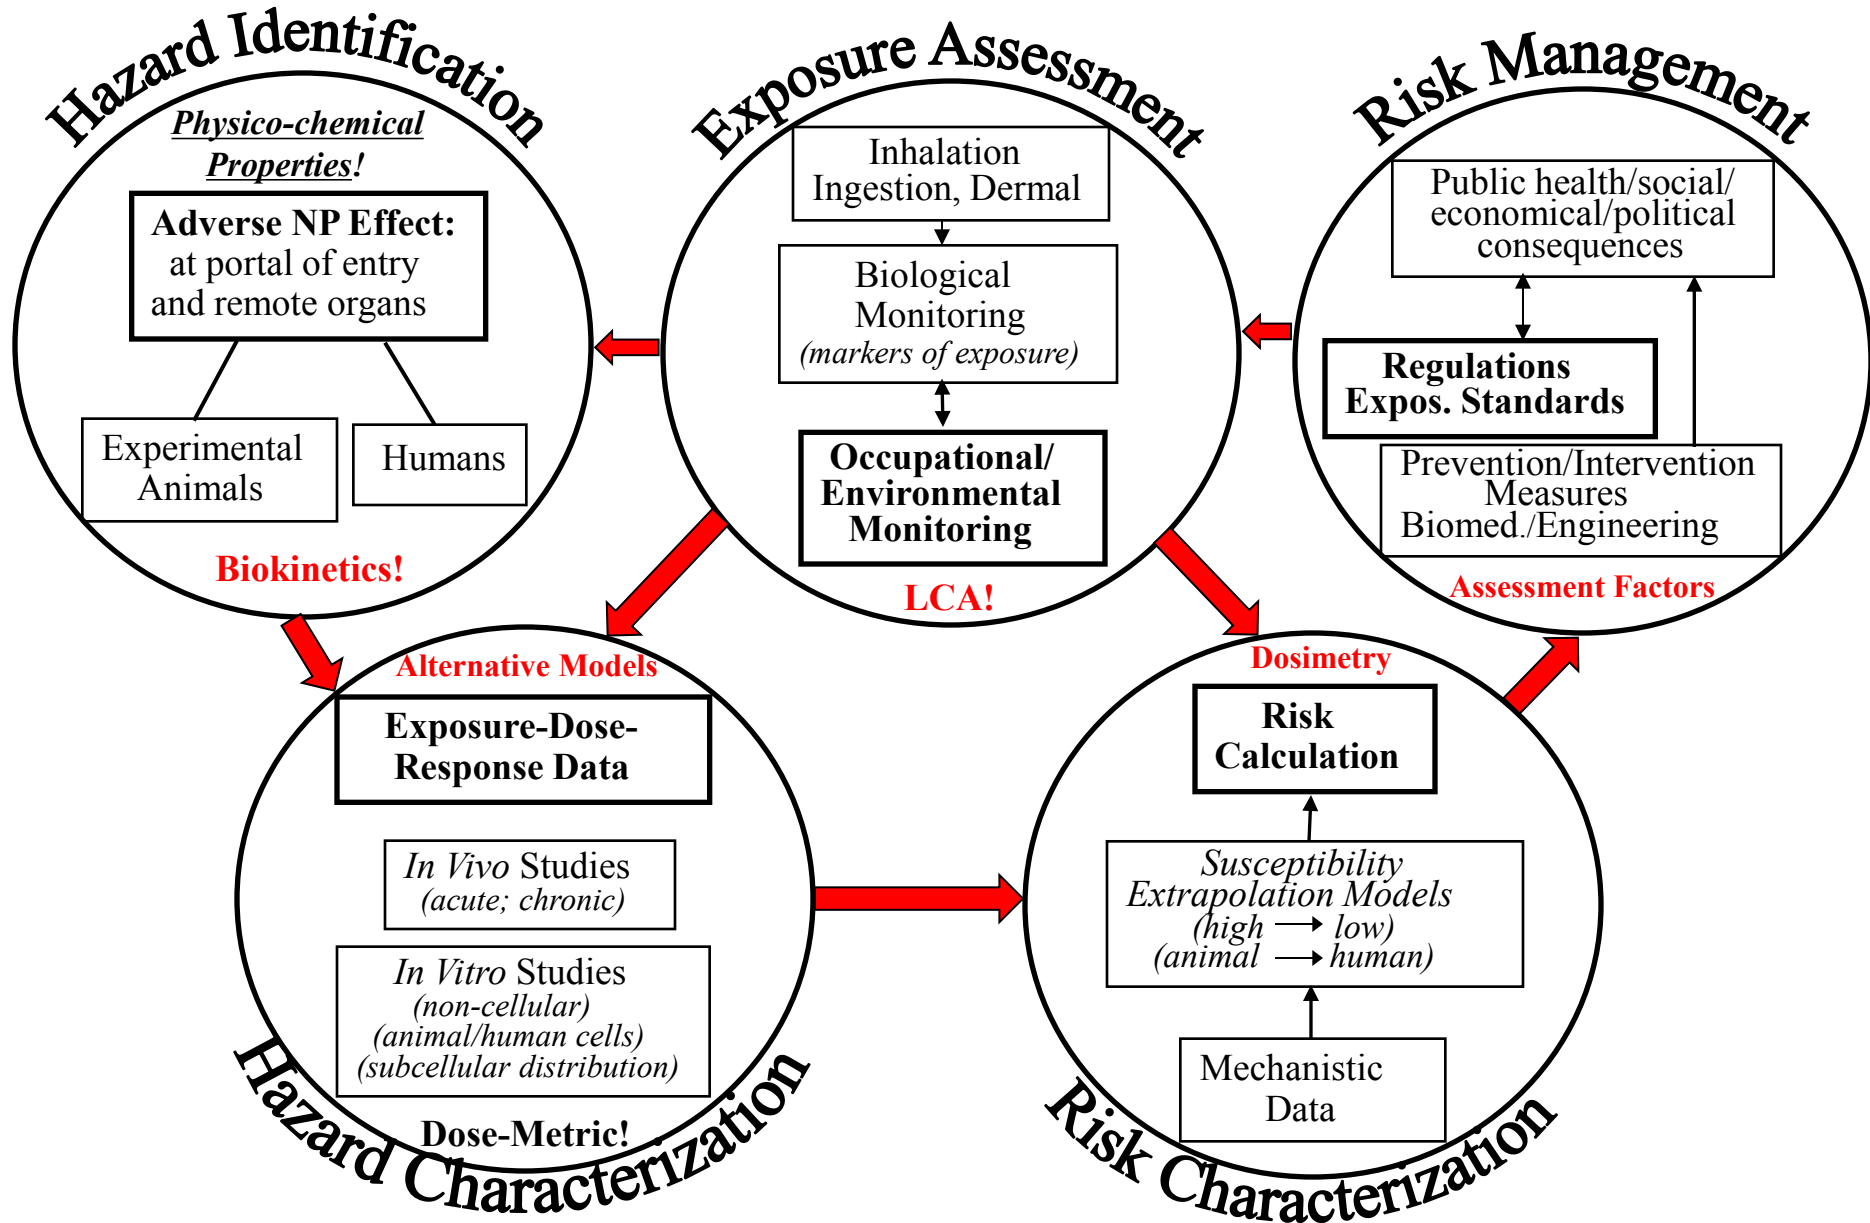 Hazard Identification
Physico-chemical
Properties!
Adverse NP Effect:
at portal of entry
and remote organs
Experimental
Animals
Humans
Biokinetics!
Exposure Assessment
Inhalation
Ingestion, Dermal
Biological
Monitoring
(markers of exposure)
Occupational/
Environmental
Monitoring
LCA!
Risk Management
Public health/social/
economical/political
consequences
Regulations
Expos. Standards
Prevention/Intervention
Measures
Biomed./Engineering
Assessment Factors
Alternative Models
Exposure-Dose-
Response Data
In Vivo Studies
(acute; chronic)
In Vitro Studies
(non-cellular)
(animal/human cells)
(subcellular distribution)
Dose-Metric!
Hazard Characterization
Dosimetry
Risk
Calculation
Susceptibility
Extrapolation Models
(high → low)
(animal → human)
Mechanistic
Data
Risk Characterization